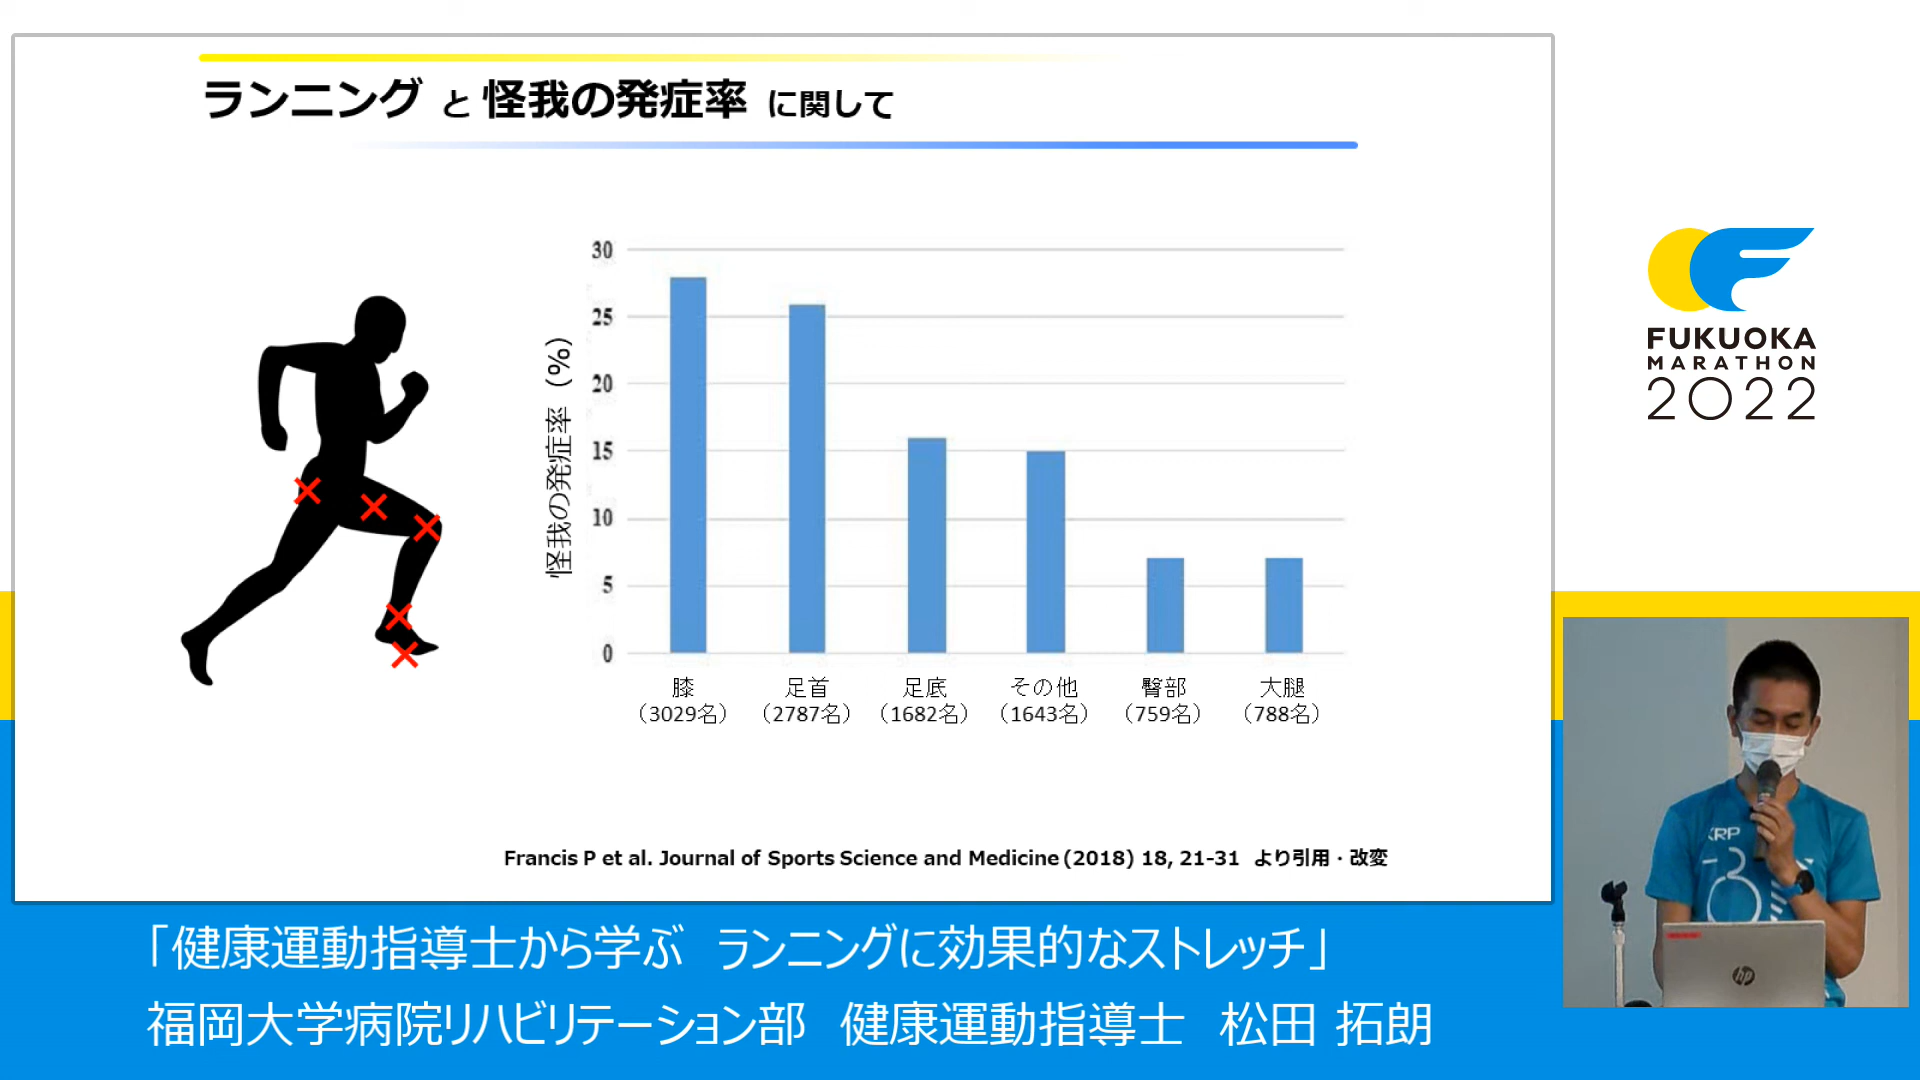 ランニング と 怪我の発症率 に関して
怪我の発症率 (%)
30
25
20
15
10
5
0
膝 足首 足底 その他 臀部 大腿
（3029名） （2787名） （1682名） （1643名） （759名） （788名）
Francis P et al. Journal of Sports Science and Medicine (2018) 18, 21-31 より引用・改変
FUKUOKA
MARATHON
2022
KRP
hp
「健康運動指導士から学ぶ ランニングに効果的なストレッチ」
福岡大学病院リハビリテーション部 健康運動指導士 松田 拓朗